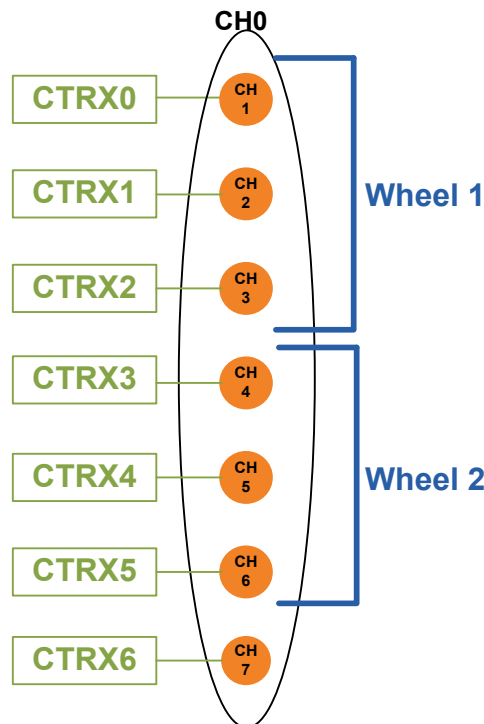 CH0
CTRX0
CH
1
CTRX1
CH
2
Wheel 1
CTRX2
CH
3
CTRX3
CH
4
CTRX4
CH
5
Wheel 2
CTRX5
CH
6
CTRX6
CH
7